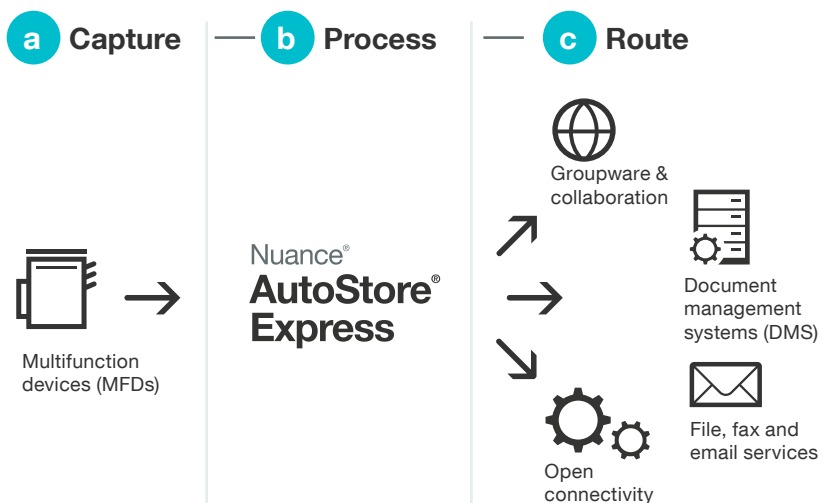 a Capture
b Process
c Route
Multifunction
devices (MFDs)
Nuance®
AutoStore®
Express
Groupware &
collaboration
Document
management
systems (DMS)
File, fax and
email services
Open
connectivity